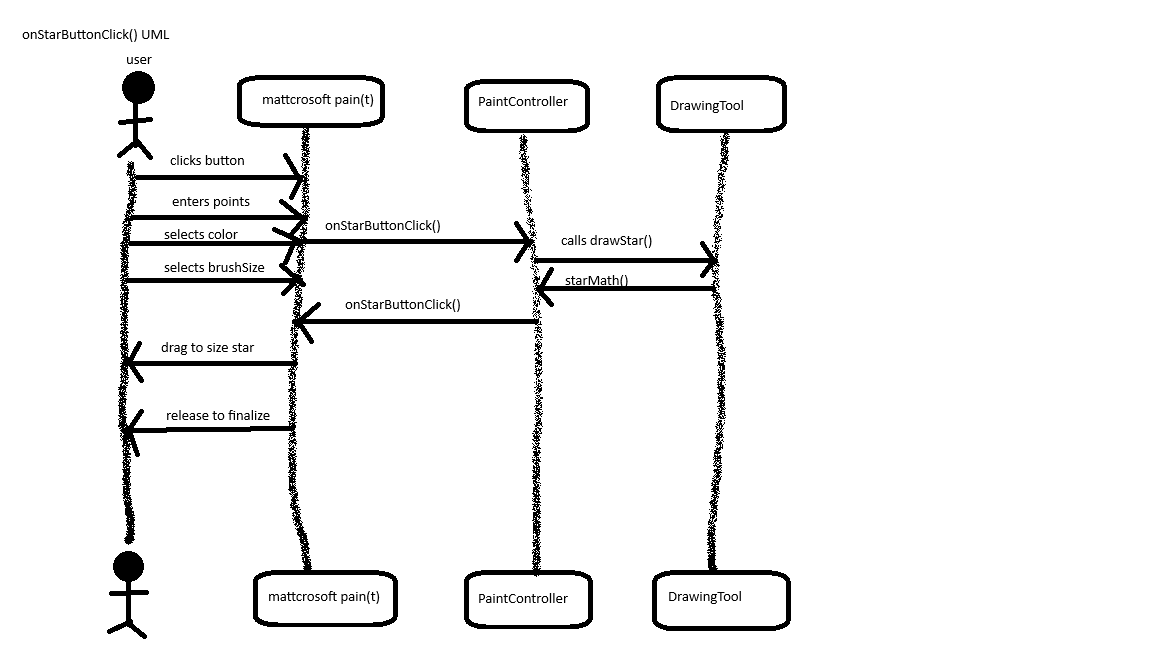 onStarButtonClick() UML
user
mattcrosoft pain(t)
PaintController
DrawingTool
clicks button
enters points
onStarButtonClick()
selects color
calls drawStar()
selects brushSize
starMath()
onStarButtonClick()
drag to size star
release to finalize
mattcrosoft pain(t)
PaintController
DrawingTool